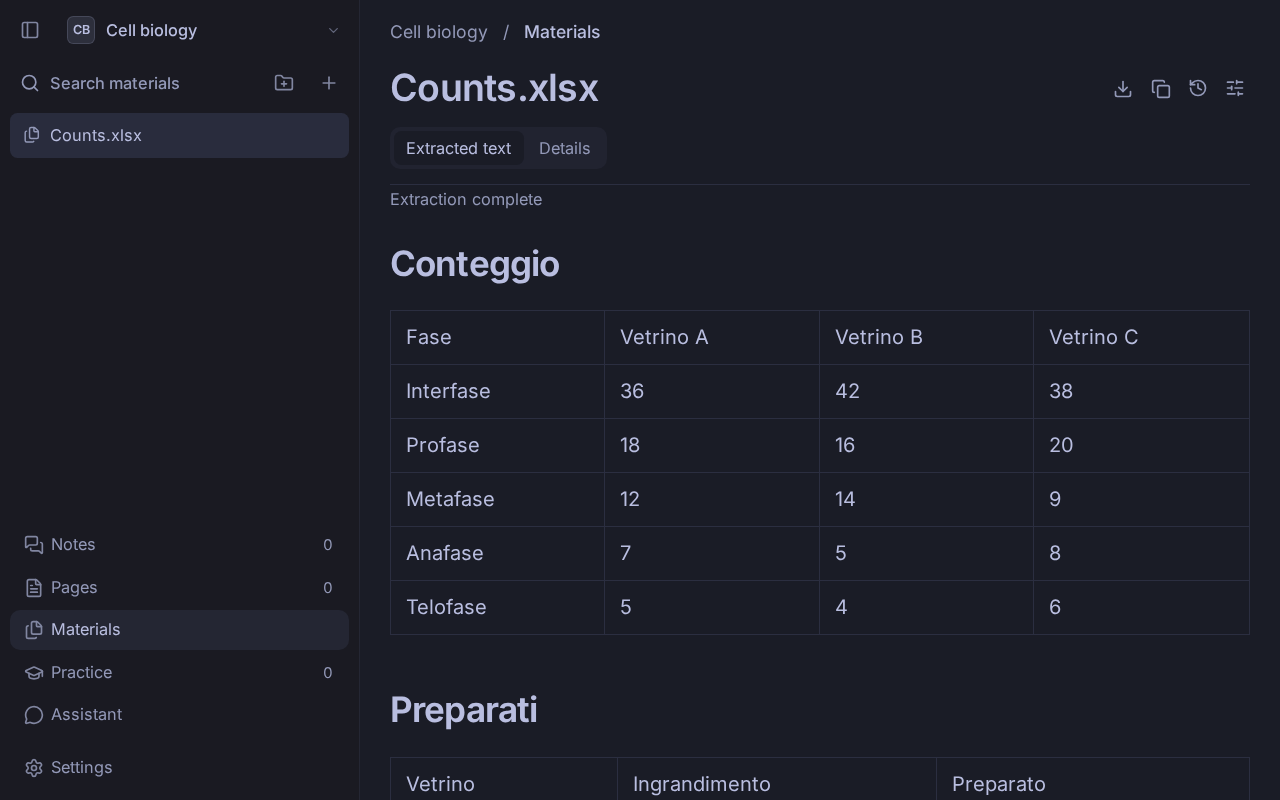 CB Cell biology
Search materials
Counts.xlsx
Notes 0
Pages 0
Materials
Practice 0
Assistant
Settings
Cell biology / Materials
Counts.xlsx
Extracted text Details
Extraction complete
Conteggio
Fase Vetrino A Vetrino B Vetrino C
Interfase 36 42 38
Profase 18 16 20
Metafase 12 14 9
Anafase 7 5 8
Telofase 5 4 6
Preparati
Vetrino Ingrandimento Preparato